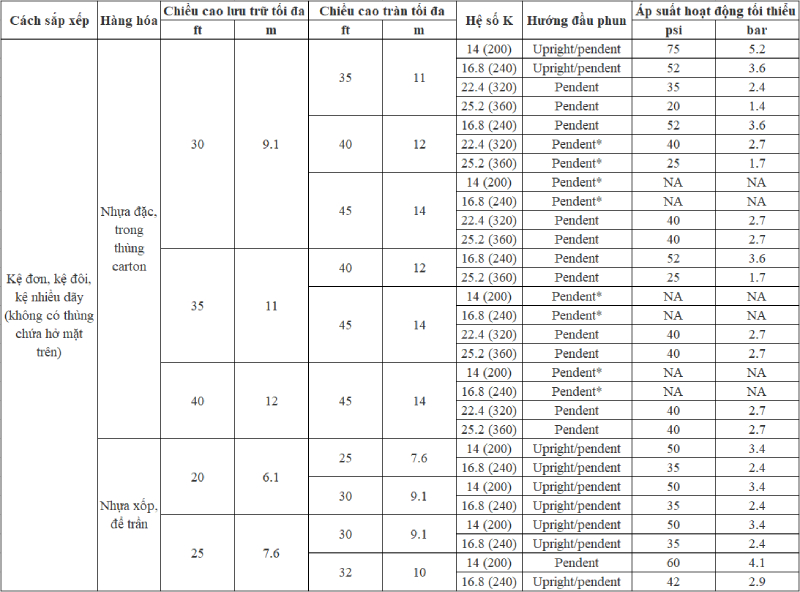 Cách sắp xếp Hàng hóa Chiều cao lưu trữ tối đa Chiều cao trần tối đa Hệ số K Hướng đầu phun Áp suất hoạt động tối thiểu
ft m ft m psi bar
Kệ đơn, kệ đôi,
kệ nhiều dãy
(không có thùng
chứa hở mặt
trên)
Nhựa đặc,
trong
thùng
carton
30 9.1 35 11 14 (200) Upright/pendent 75 5.2
16.8 (240) Upright/pendent 52 3.6
22.4 (320) Pendent 35 2.4
25.2 (360) Pendent 20 1.4
40 12 16.8 (240) Pendent 52 3.6
22.4 (320) Pendent* 40 2.7
25.2 (360) Pendent* 25 1.7
45 14 14 (200) Pendent* NA NA
16.8 (240) Pendent* NA NA
22.4 (320) Pendent 40 2.7
25.2 (360) Pendent 40 2.7
35 11 40 12 16.8 (240) Pendent 52 3.6
25.2 (360) Pendent 25 1.7
45 14 14 (200) Pendent* NA NA
16.8 (240) Pendent* NA NA
22.4 (320) Pendent 40 2.7
25.2 (360) Pendent 40 2.7
40 12 45 14 14 (200) Pendent* NA NA
16.8 (240) Pendent* NA NA
22.4 (320) Pendent 40 2.7
25.2 (360) Pendent 40 2.7
Nhựa xốp,
để trần
20 6.1 25 7.6 14 (200) Upright/pendent 50 3.4
16.8 (240) Upright/pendent 35 2.4
30 9.1 14 (200) Upright/pendent 50 3.4
16.8 (240) Upright/pendent 35 2.4
25 7.6 30 9.1 14 (200) Upright/pendent 50 3.4
16.8 (240) Upright/pendent 35 2.4
32 10 14 (200) Pendent 60 4.1
16.8 (240) Upright/pendent 42 2.9